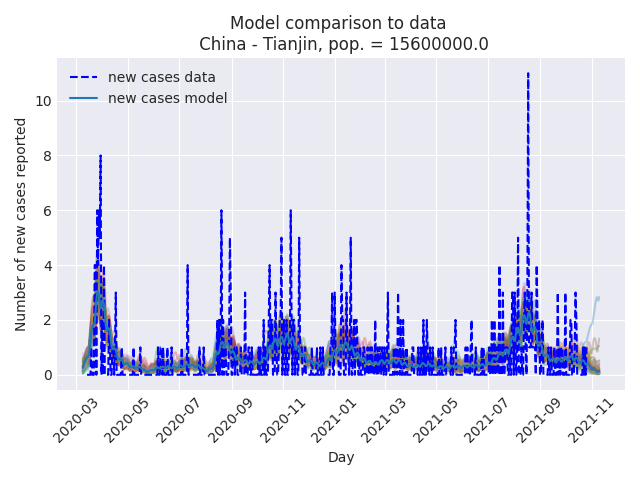 Model comparison to data
China - Tianjin, pop. = 15600000.0
new cases data
new cases model
Number of new cases reported
10
8
6
4
2
0
2020-03
2020-05
2020-07
2020-09
2020-11
2021-01
2021-03
2021-05
2021-07
2021-09
2021-11
Day